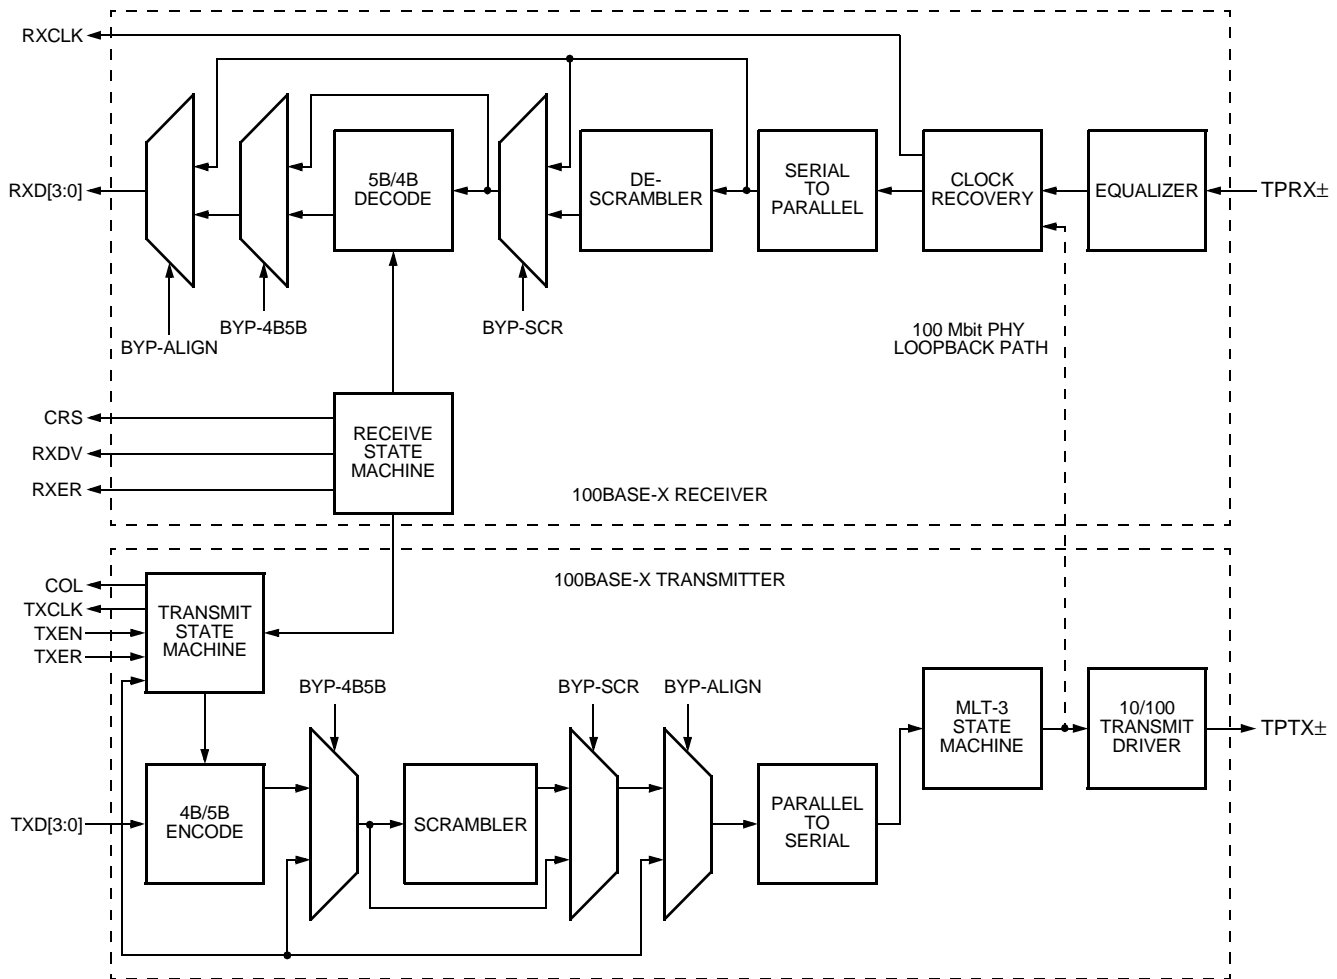 RXCLK
RXD[3:0]
5B/4B
DECODE
DE-
SCRAMBLER
SERIAL
TO
PARALLEL
CLOCK
RECOVERY
EQUALIZER
TPRX±
BYP-ALIGN
BYP-4B5B
BYP-SCR
100 Mbit PHY
LOOPBACK PATH
CRS
RXDV
RXER
RECEIVE
STATE
MACHINE
100BASE-X RECEIVER
100BASE-X TRANSMITTER
COL
TXCLK
TXEN
TXER
TRANSMIT
STATE
MACHINE
BYP-4B5B
BYP-SCR
BYP-ALIGN
MLT-3
STATE
MACHINE
10/100
TRANSMIT
DRIVER
TPTX±
TXD[3:0]
4B/5B
ENCODE
SCRAMBLER
PARALLEL
TO
SERIAL